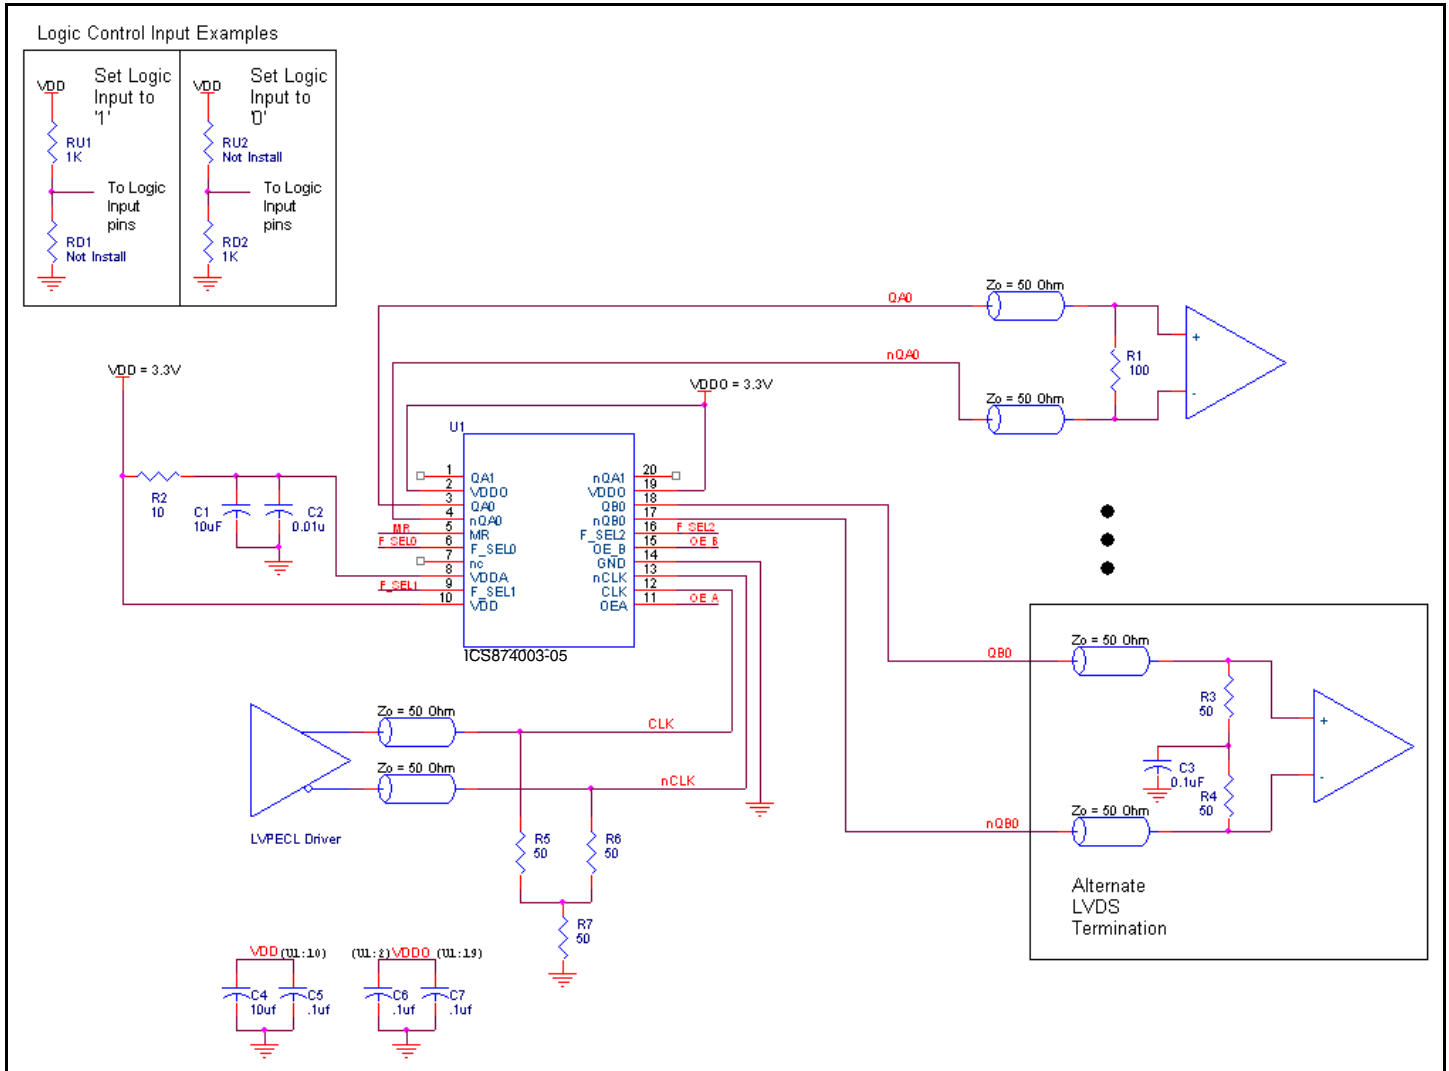 Logic Control Input Examples
VDD
Set Logic
Input to
'1'
RU1
1K
To Logic
Input
pins
RD1
Not Install
VDD
Set Logic
Input to
'0'
RU2
Not Install
To Logic
Input
pins
RD2
1K
VDD = 3.3V
R2
10
C1
10uF
C2
0.01u
QA0
nQA0
Zo = 50 Ohm
Zo = 50 Ohm
R1
100
+
-
VDDO = 3.3V
U1
1 QA1
2 VDDO
3 QA0
4 nQA0
MR 5 MR
F_SEL0 6 F_SEL0
7 nc
8 VDDA
F_SEL1 9 F_SEL1
10 VDD
nQA1 20
VDDO 19
QB0 18
nQB0 17
F_SEL2 16 F_SEL2
OE_B 15 OE_B
GND 14
nCLK 13
CLK 12
OEA 11 OE_A
ICS874003-05
Zo = 50 Ohm
CLK
Zo = 50 Ohm
nCLK
LVPECL Driver
R5
50
R6
50
R7
50
QB0
Zo = 50 Ohm
R3
50
C3
0.1uF
R4
50
+
-
nQB0
Zo = 50 Ohm
Alternate
LVDS
Termination
VDD (U1:10)
C4
10uf
C5
.1uf
(U1:2) VDDO (U1:19)
C6
.1uf
C7
.1uf